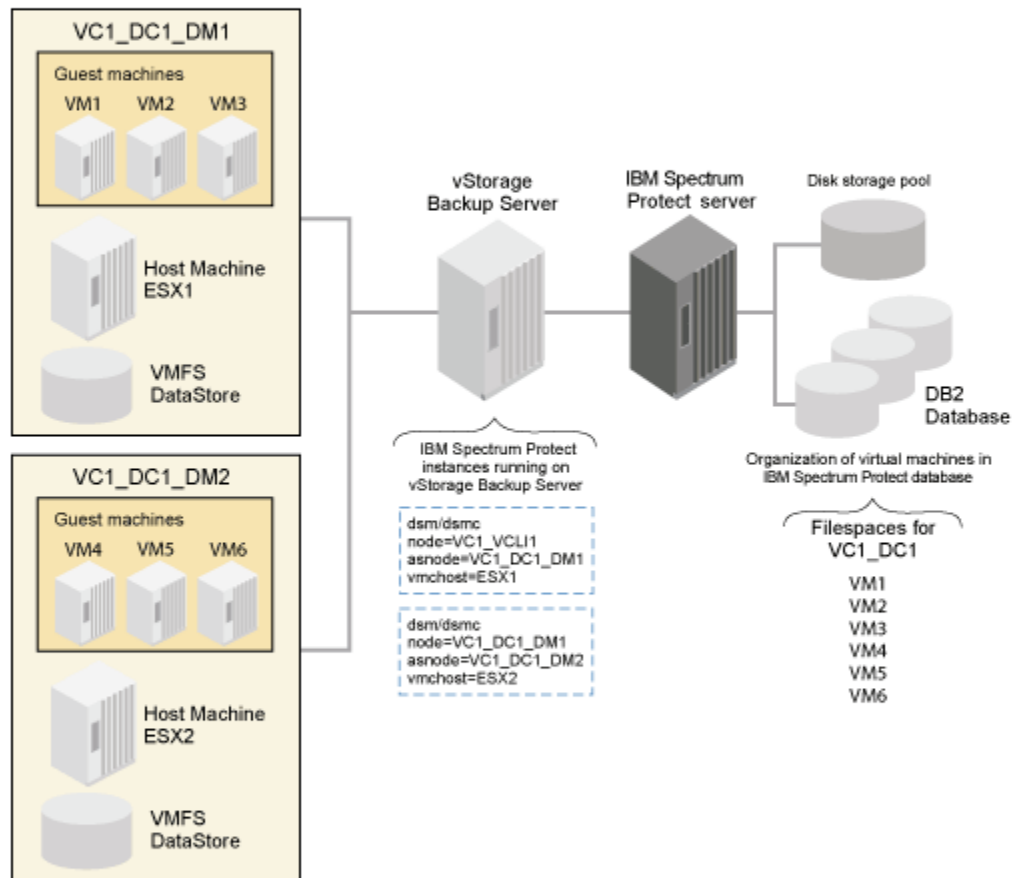 VC1_DC1_DM1
Guest machines
VM1 VM2 VM3
Host Machine
ESX1
VMFS
DataStore
VC1_DC1_DM2
Guest machines
VM4 VM5 VM6
Host Machine
ESX2
VMFS
DataStore
vStorage
Backup Server
IBM Spectrum Protect
instances running on
vStorage Backup Server
dsm/dsmc
node=VC1_VCLI1
asnode=VC1_DC1_DM1
vmchost=ESX1
dsm/dsmc
node=VC1_DC1_DM1
asnode=VC1_DC1_DM2
vmchost=ESX2
IBM Spectrum
Protect server
Disk storage pool
DB2
Database
Organization of virtual machines in
IBM Spectrum Protect database
Filespaces for
VC1_DC1
VM1
VM2
VM3
VM4
VM5
VM6